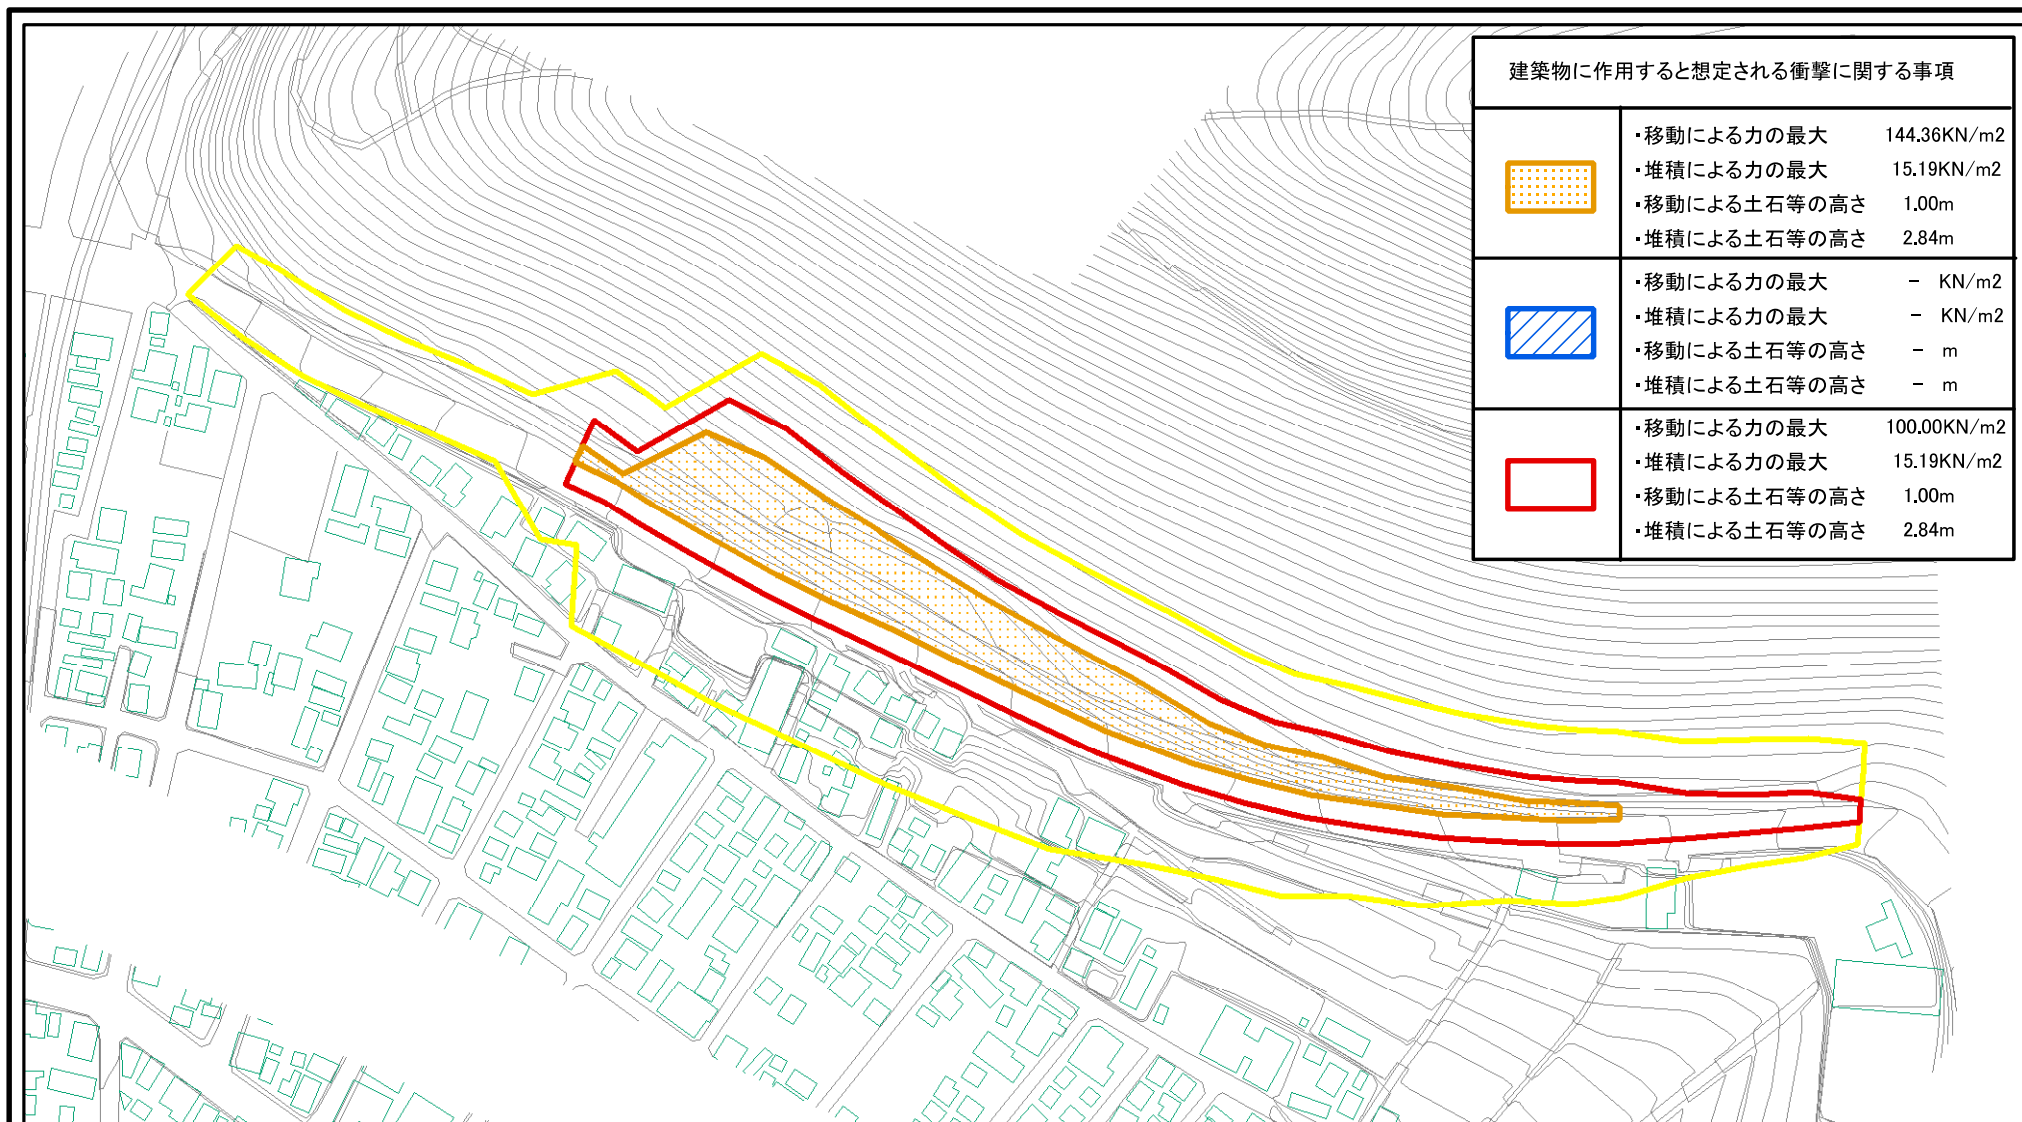 建築物に作用すると想定される衝撃に関する事項
・移動による力の最大 144.36KN/m2
・堆積による力の最大 15.19KN/m2
・移動による土石等の高さ 1.00m
・堆積による土石等の高さ 2.84m
・移動による力の最大 - KN/m2
・堆積による力の最大 - KN/m2
・移動による土石等の高さ - m
・堆積による土石等の高さ - m
・移動による力の最大 100.00KN/m2
・堆積による力の最大 15.19KN/m2
・移動による土石等の高さ 1.00m
・堆積による土石等の高さ 2.84m